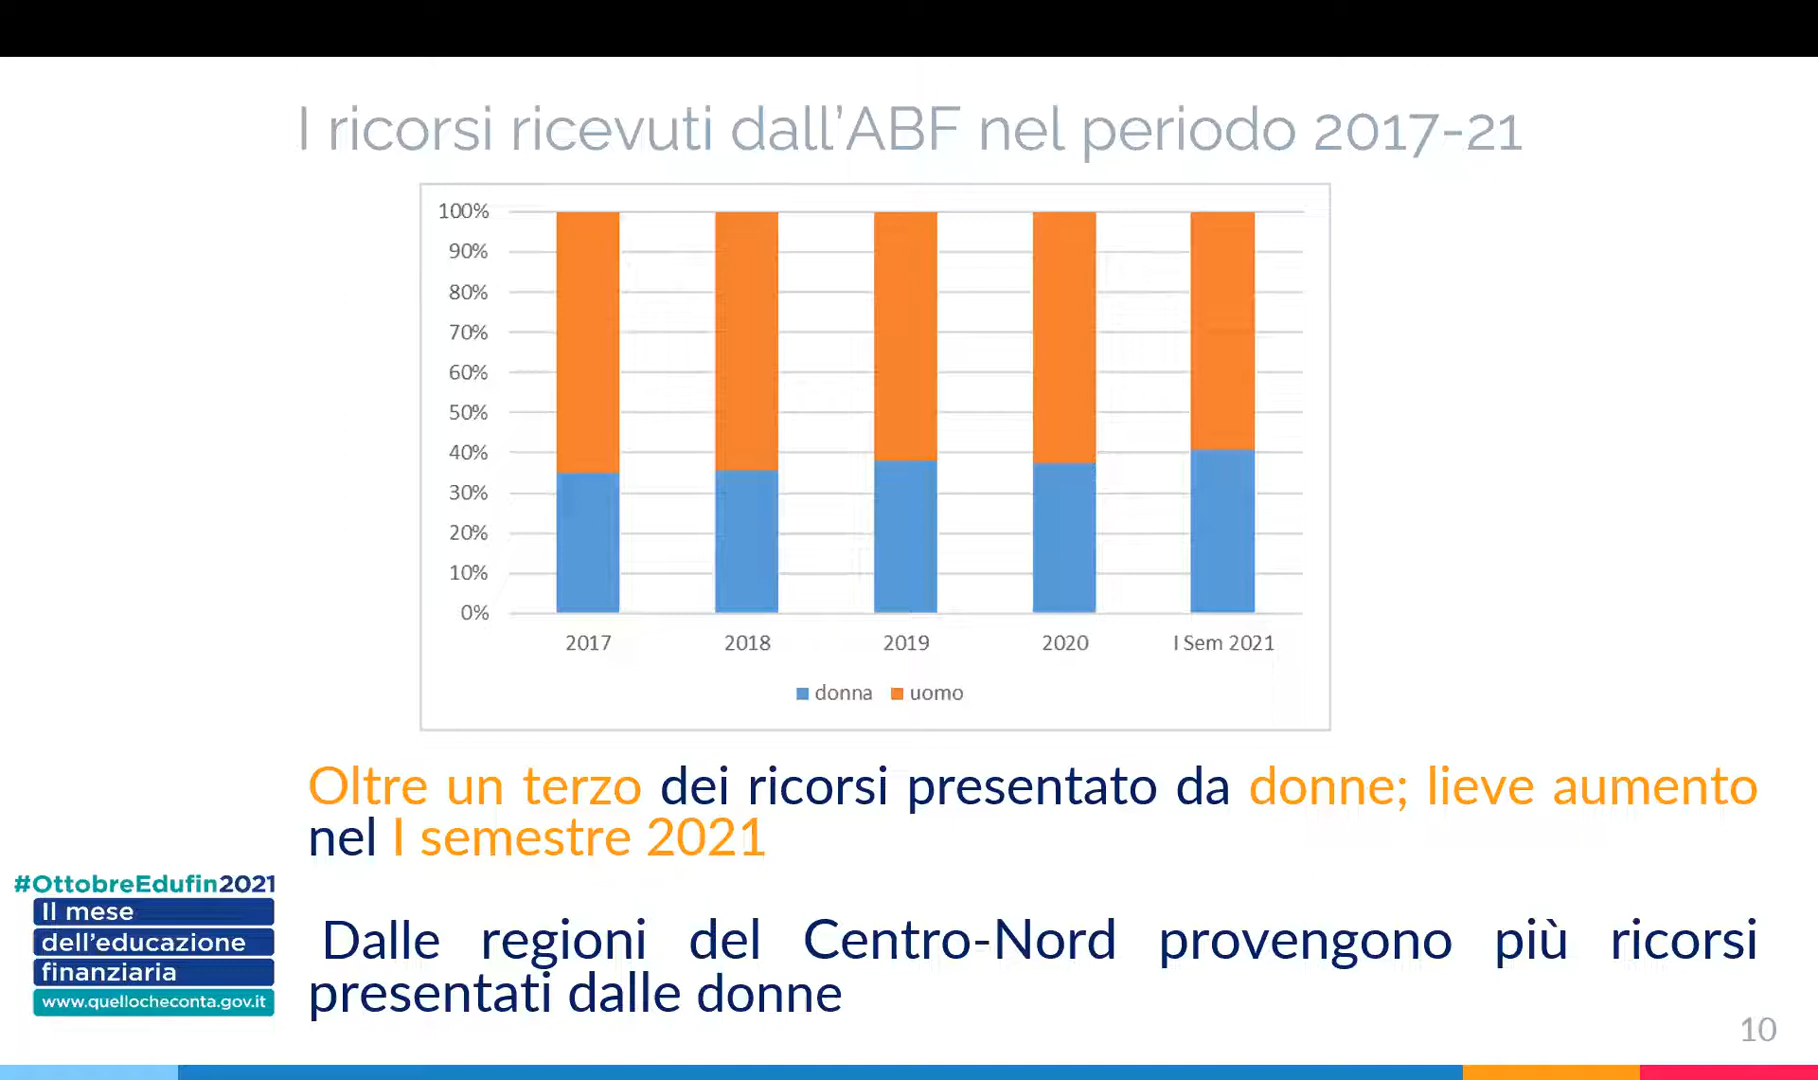 I ricorsi ricevuti dall’ABF nel periodo 2017-21
100%
90%
80%
70%
60%
50%
40%
30%
20%
10%
0%
2017 2018 2019 2020 I Sem 2021
donna uomo
Oltre un terzo dei ricorsi presentato da donne; lieve aumento
nel I semestre 2021
Dalle regioni del Centro-Nord provengono più ricorsi
presentati dalle donne
#OttobreEdufin2021
Il mese
dell’educazione
finanziaria
www.quellocheconta.gov.it
10